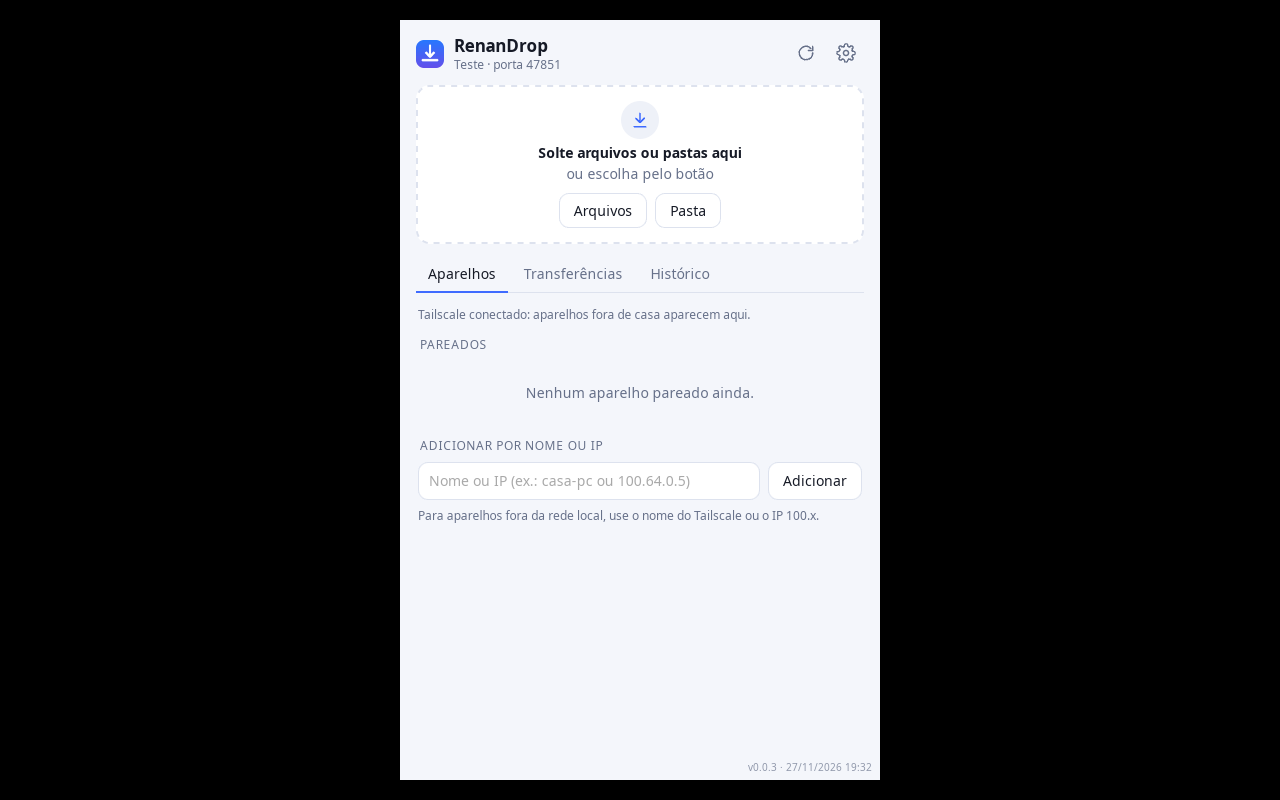 RenanDrop
Teste · porta 47851
Solte arquivos ou pastas aqui
ou escolha pelo botão
Arquivos Pasta
Aparelhos Transferências Histórico
Tailscale conectado: aparelhos fora de casa aparecem aqui.
PAREADOS
Nenhum aparelho pareado ainda.
ADICIONAR POR NOME OU IP
Nome ou IP (ex.: casa-pc ou 100.64.0.5) Adicionar
Para aparelhos fora da rede local, use o nome do Tailscale ou o IP 100.x.
v0.0.3 · 27/11/2026 19:32